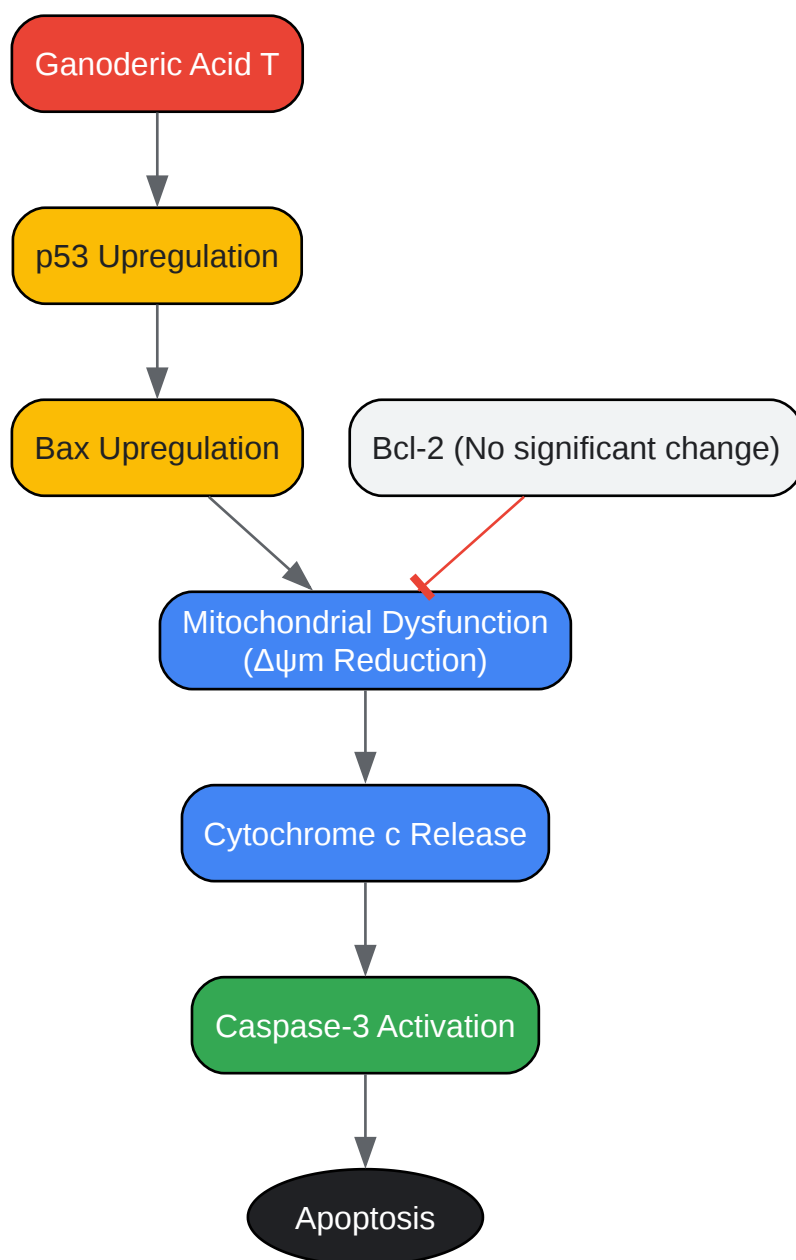 Ganoderic Acid T
p53 Upregulation
Bax Upregulation
Bcl-2 (No significant change)
Mitochondrial Dysfunction
(Δψm Reduction)
Cytochrome c Release
Caspase-3 Activation
Apoptosis